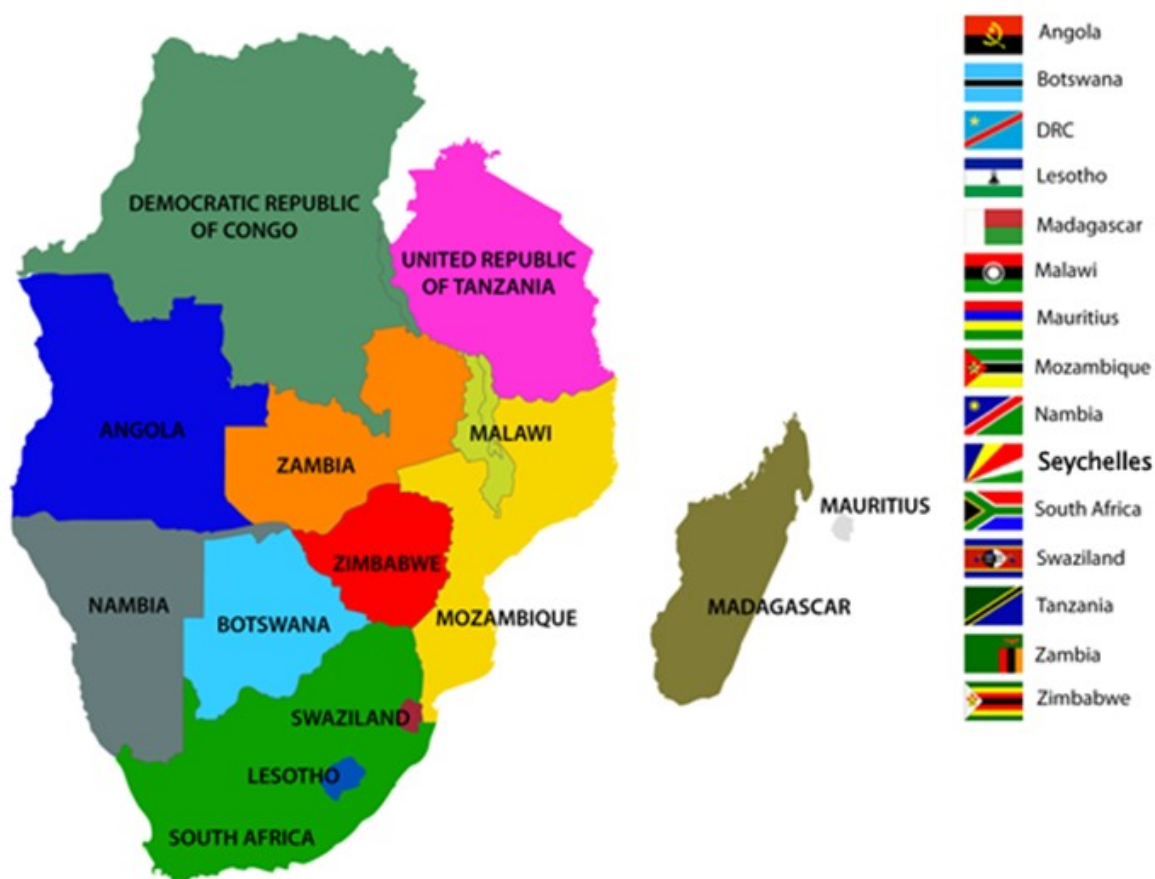 DEMOCRATIC REPUBLIC
OF CONGO
UNITED REPUBLIC
OF TANZANIA
ANGOLA
ZAMBIA
MALAWI
NAMBIA
BOTSWANA
ZIMBABWE
MOZAMBIQUE
SWAZILAND
LESOTHO
SOUTH AFRICA
MAURITIUS
MADAGASCAR
Angola
Botswana
DRC
Lesotho
Madagascar
Malawi
Mauritius
Mozambique
Nambia
Seychelles
South Africa
Swaziland
Tanzania
Zambia
Zimbabwe